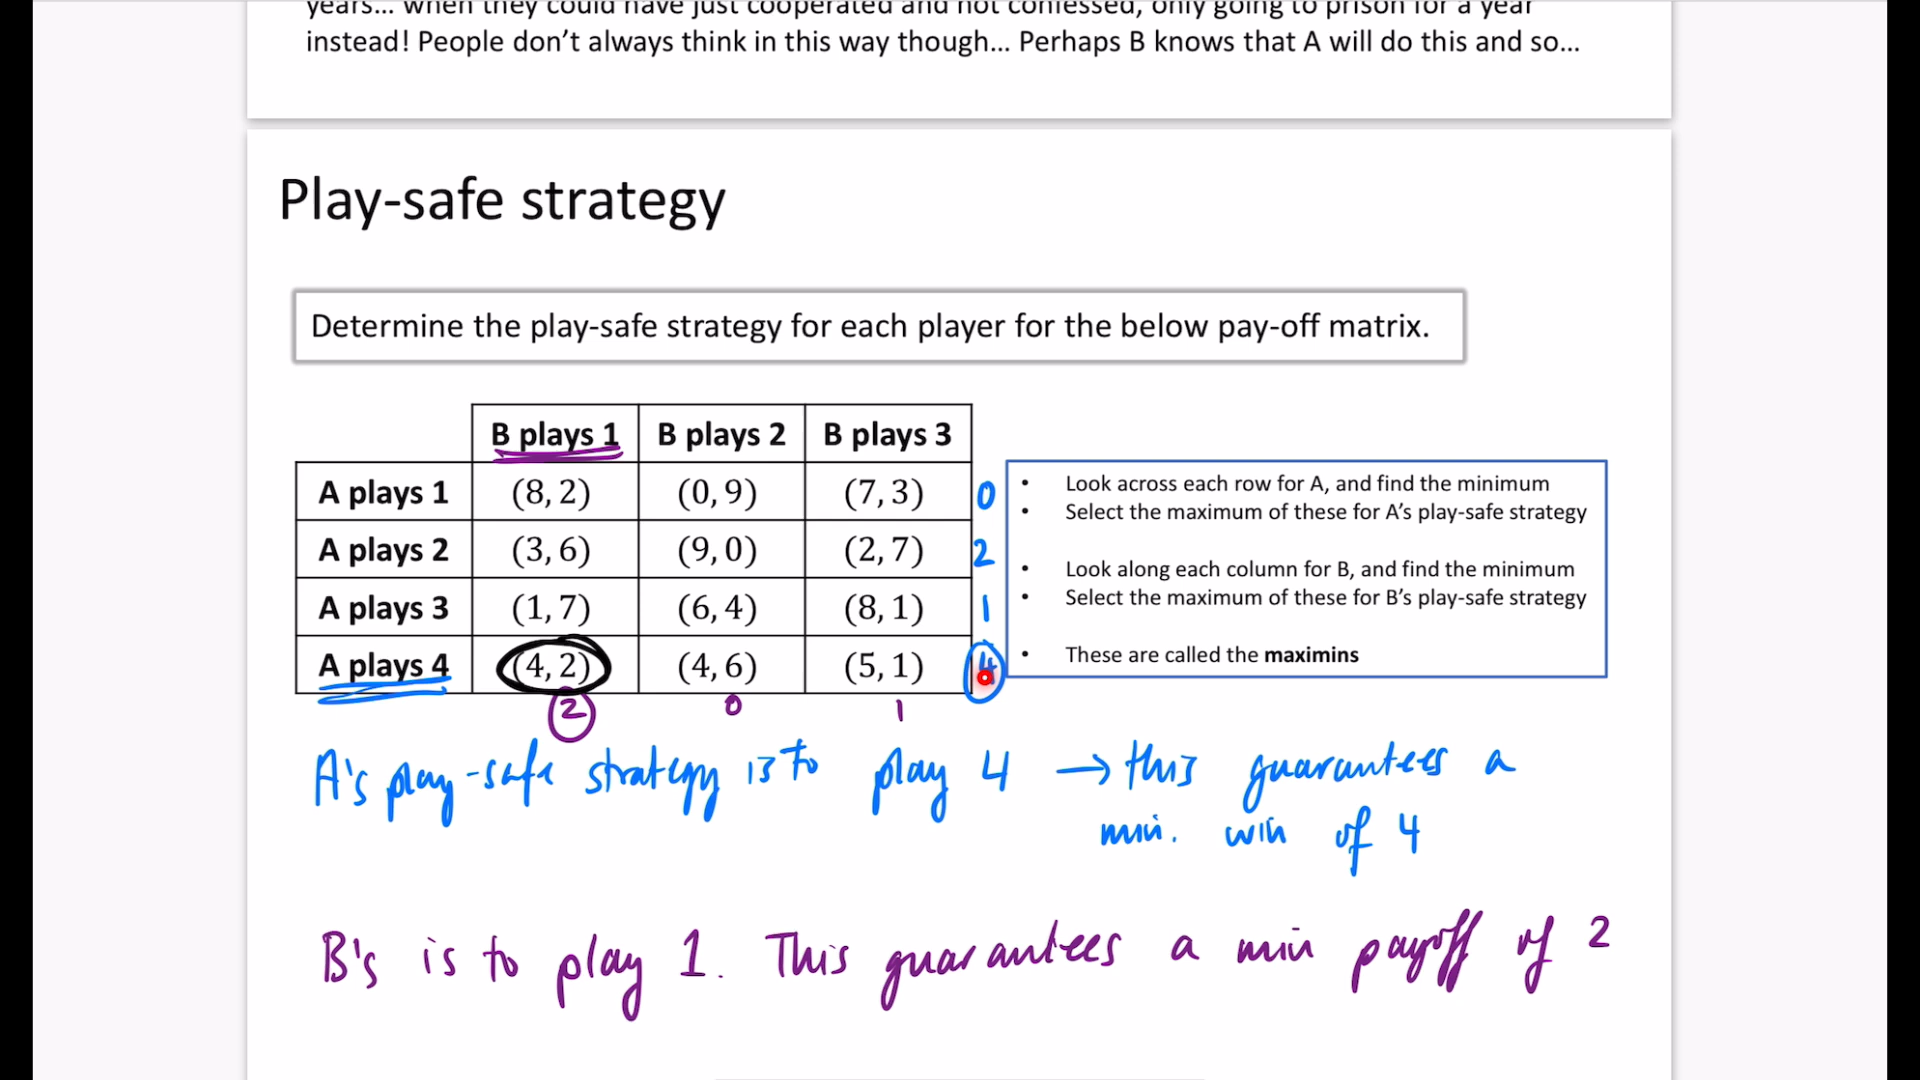 years... when they could have just cooperated and not confessed, only going to prison for a year
instead! People don’t always think in this way though... Perhaps B knows that A will do this and so...
Play-safe strategy
Determine the play-safe strategy for each player for the below pay-off matrix.
B plays 1 B plays 2 B plays 3
A plays 1 (8, 2) (0, 9) (7, 3) 0
A plays 2 (3, 6) (9, 0) (2, 7) 2
A plays 3 (1, 7) (6, 4) (8, 1) 1
A plays 4 (4, 2) (4, 6) (5, 1) 4
2 0 1
• Look across each row for A, and find the minimum
• Select the maximum of these for A’s play-safe strategy
• Look along each column for B, and find the minimum
• Select the maximum of these for B’s play-safe strategy
• These are called the maximins
A's play-safe strategy is to play 4 → this guarantees a
min. win of 4
B's is to play 1. This guarantees a min payoff of 2